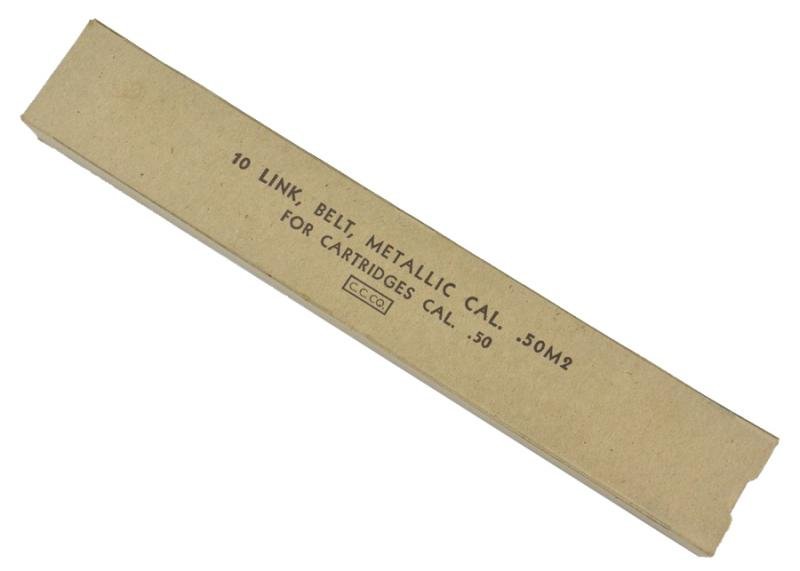 10 LINK, BELT, METALLIC CAL. .50M2
FOR CARTRIDGES CAL. .50
C.C.CO.